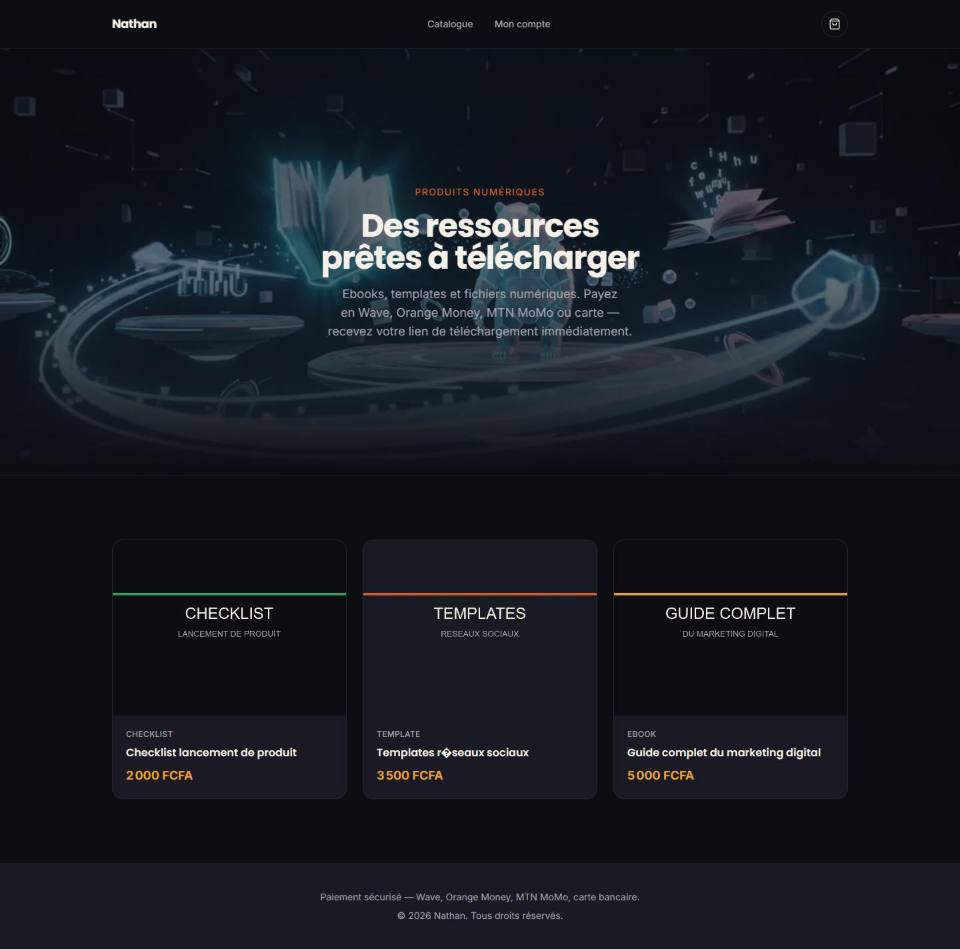 Nathan
Catalogue
Mon compte
PRODUITS NUMÉRIQUES
Des ressources
prêtes à télécharger
Ebooks, templates et fichiers numériques. Payez
en Wave, Orange Money, MTN MoMo ou carte —
recevez votre lien de téléchargement immédiatement.
CHECKLIST
LANCEMENT DE PRODUIT
CHECKLIST
Checklist lancement de produit
2 000 FCFA
TEMPLATES
RESEAUX SOCIAUX
TEMPLATE
Templates r�seaux sociaux
3 500 FCFA
GUIDE COMPLET
DU MARKETING DIGITAL
EBOOK
Guide complet du marketing digital
5 000 FCFA
Paiement sécurisé — Wave, Orange Money, MTN MoMo, carte bancaire.
© 2026 Nathan. Tous droits réservés.